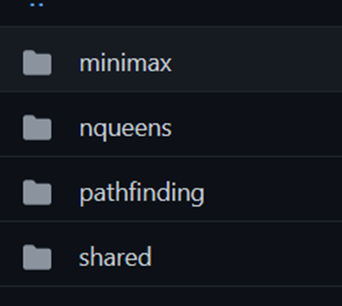 ..
minimax
nqueens
pathfinding
shared